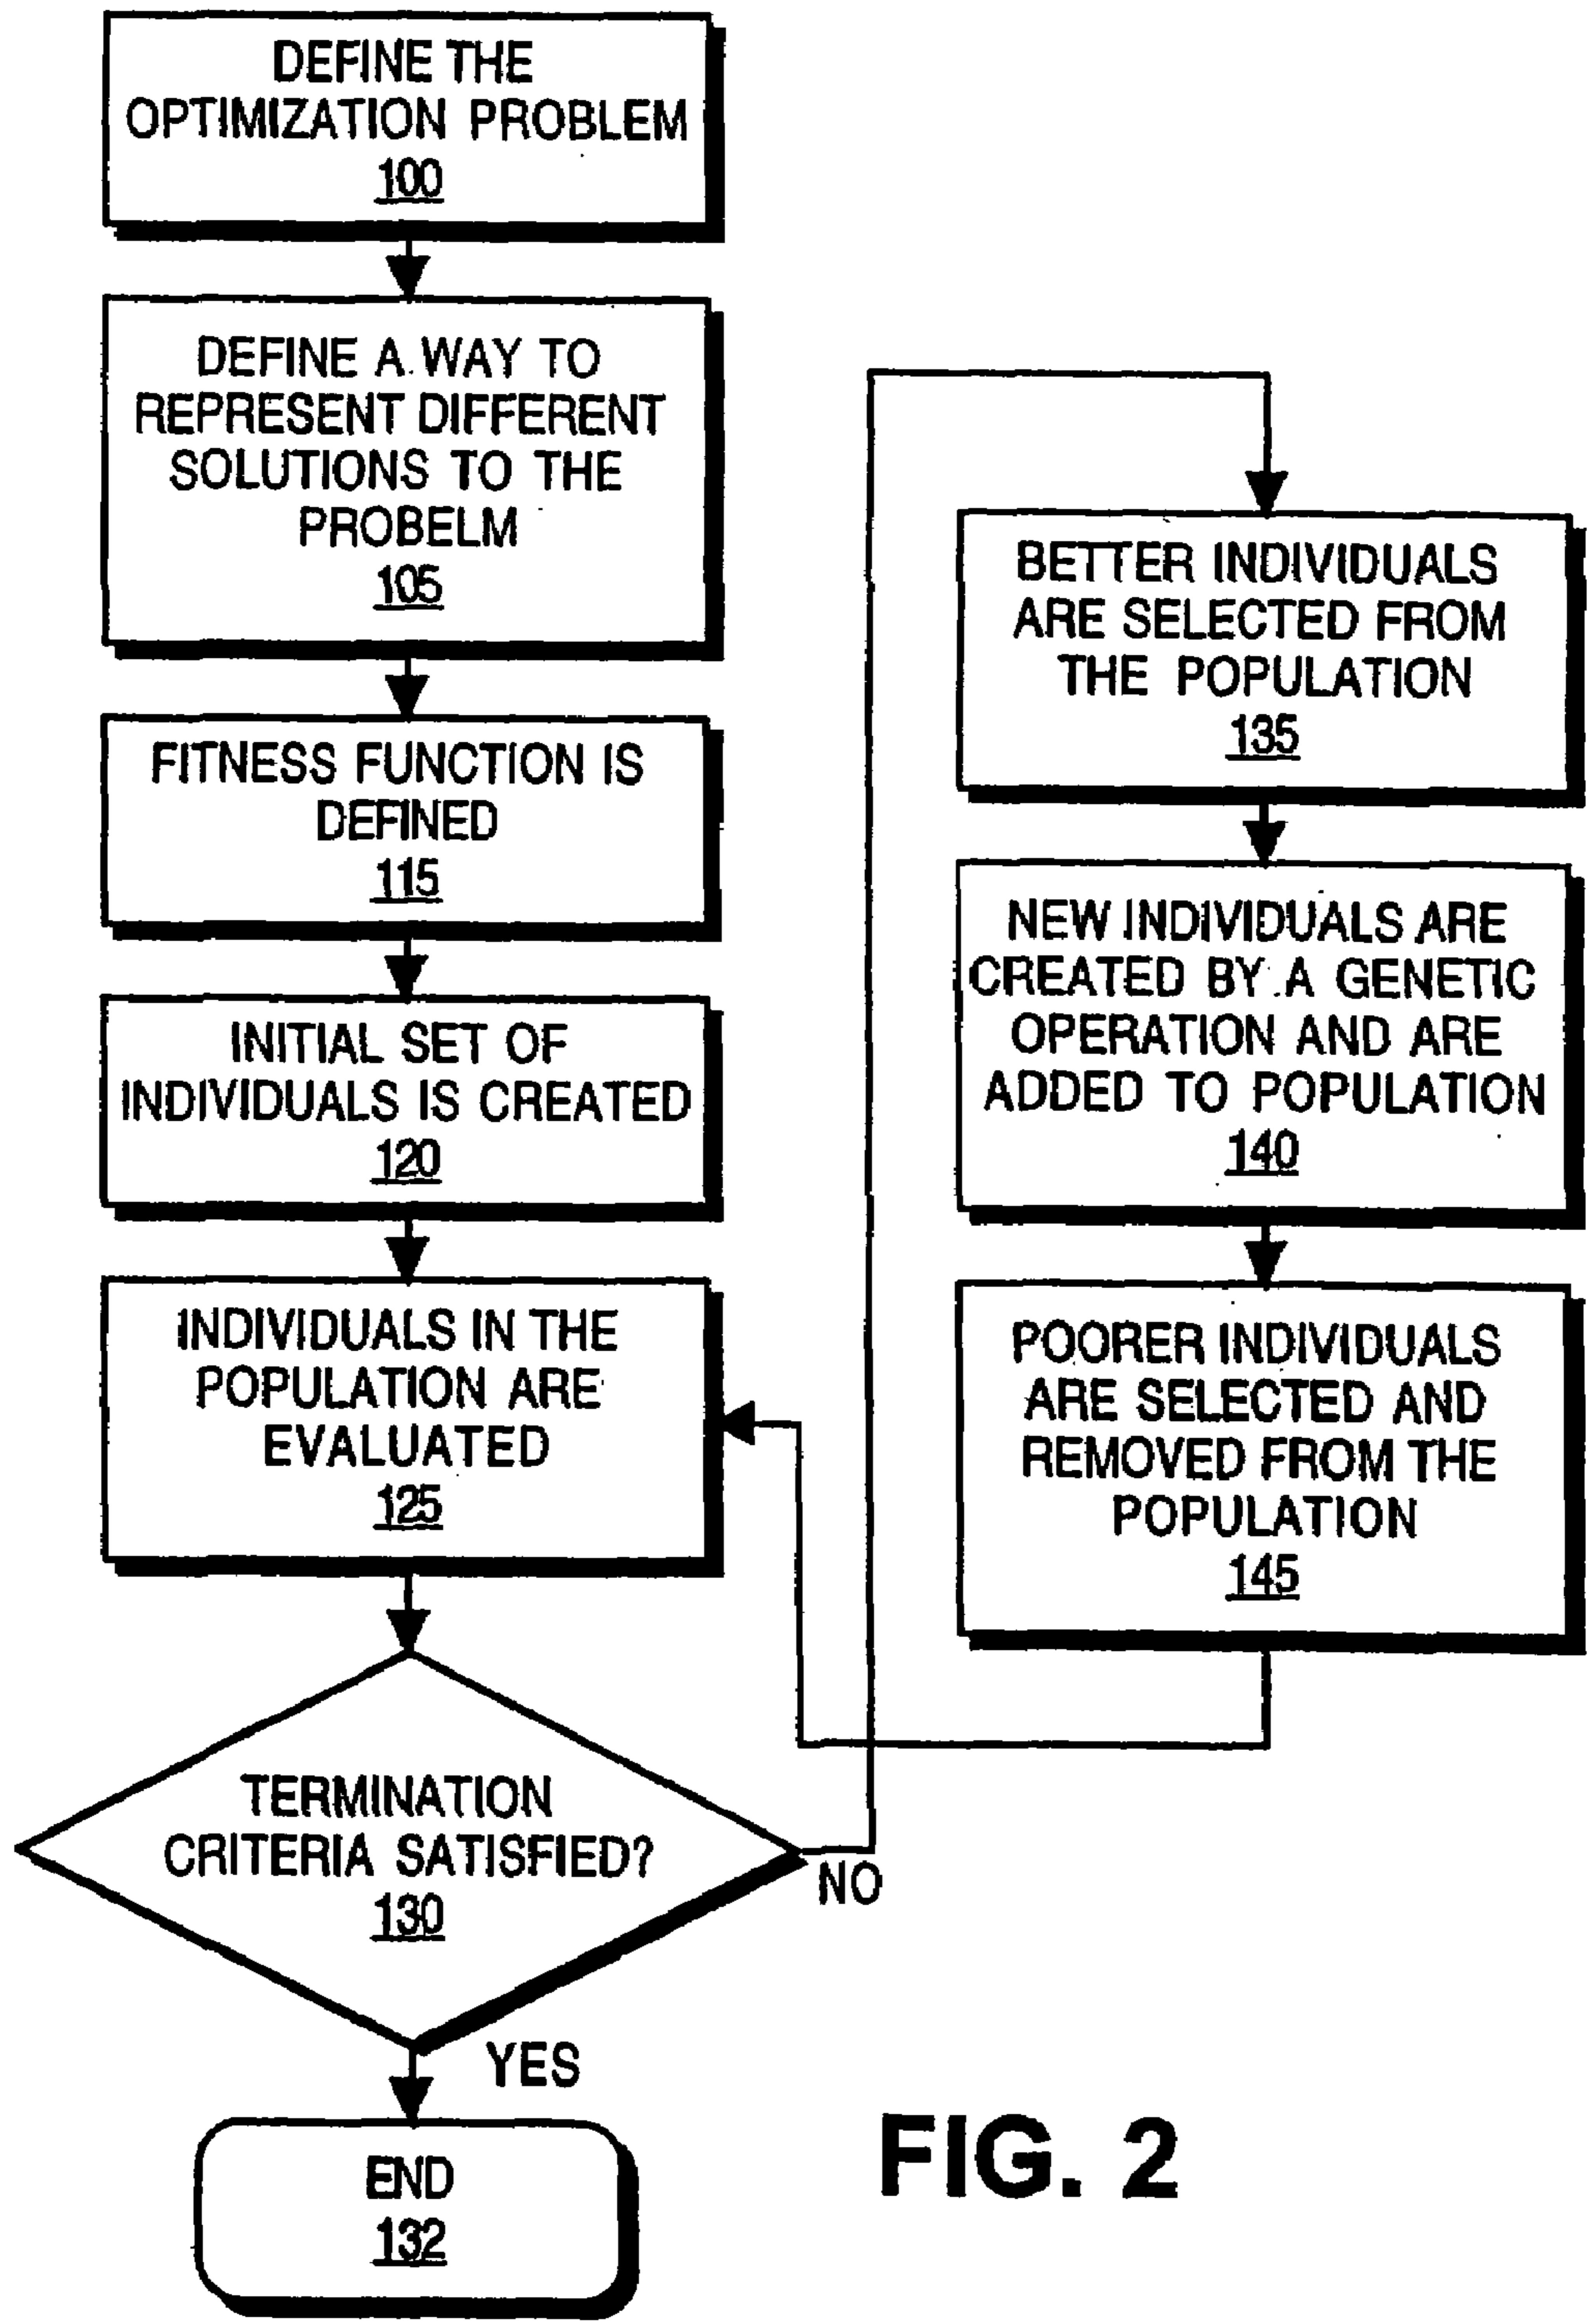 DEFINE THE
OPTIMIZATION PROBLEM
100
DEFINE A WAY TO
REPRESENT DIFFERENT
SOLUTIONS TO THE
PROBELM
105
FITNESS FUNCTION IS
DEFINED
115
INITIAL SET OF
INDIVIDUALS IS CREATED
120
INDIVIDUALS IN THE
POPULATION ARE
EVALUATED
125
TERMINATION
CRITERIA SATISFIED?
130
NO
YES
END
132
BETTER INDIVIDUALS
ARE SELECTED FROM
THE POPULATION
135
NEW INDIVIDUALS ARE
CREATED BY A GENETIC
OPERATION AND ARE
ADDED TO POPULATION
140
POORER INDIVIDUALS
ARE SELECTED AND
REMOVED FROM THE
POPULATION
145
FIG. 2